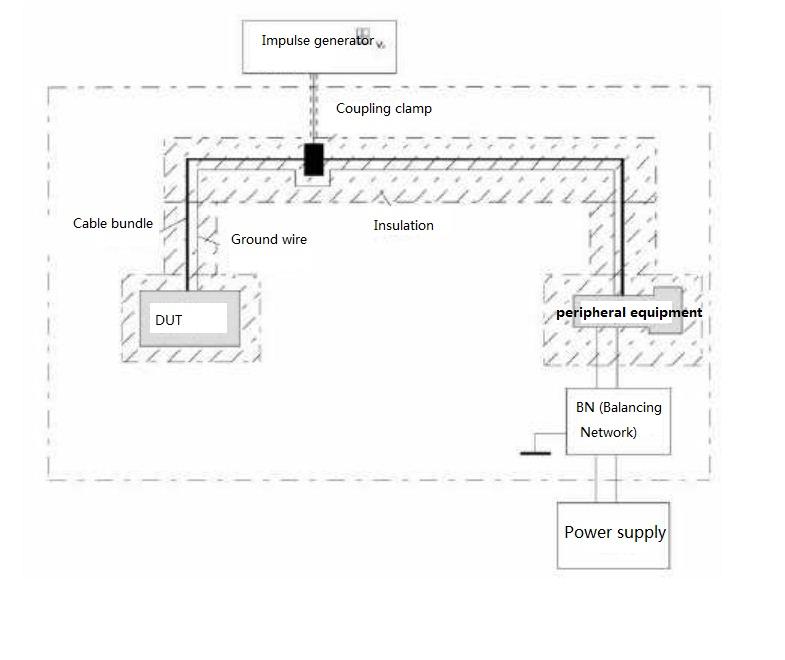 Impulse generator
Coupling clamp
Cable bundle
Ground wire
Insulation
DUT
peripheral equipment
BN (Balancing
Network)
Power supply